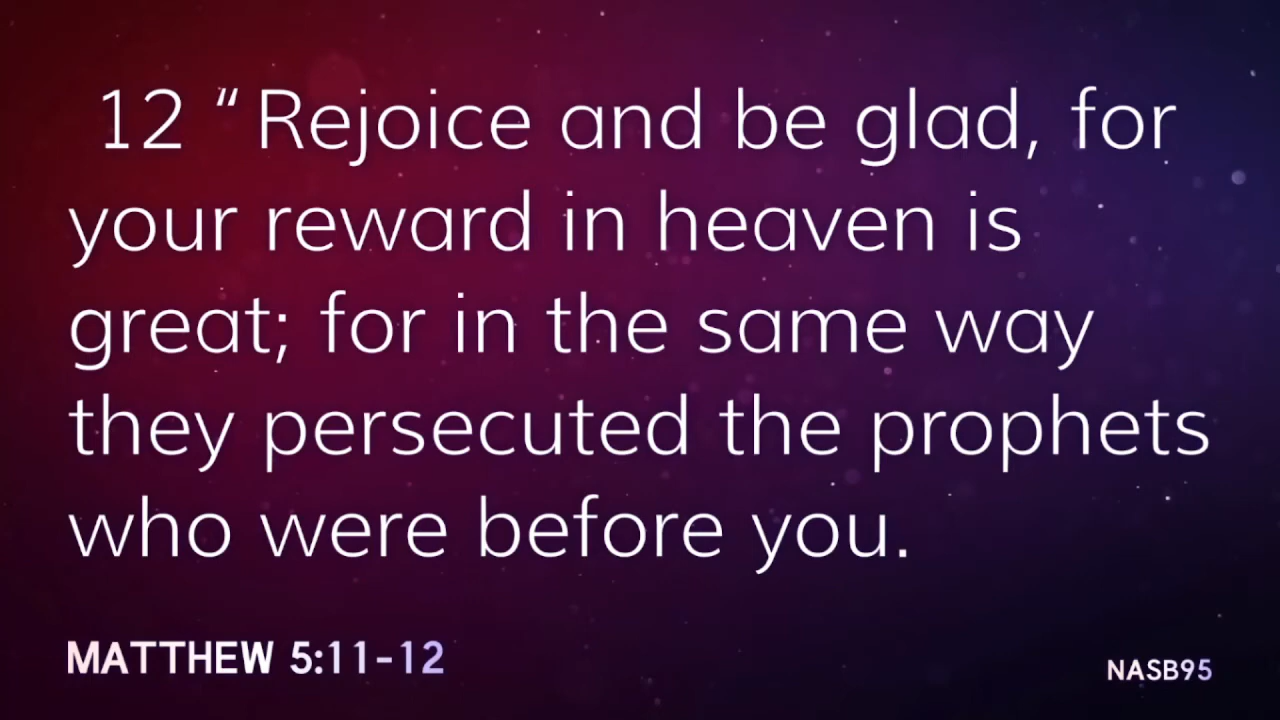 12 “Rejoice and be glad, for
your reward in heaven is
great; for in the same way
they persecuted the prophets
who were before you.
MATTHEW 5:11-12
NASB95